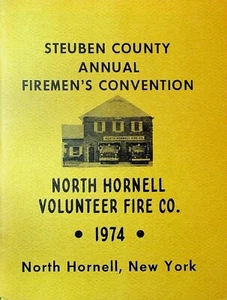 STEUBEN COUNTY
ANNUAL
FIREMEN'S CONVENTION
NORTH HORNELL
VOLUNTEER FIRE CO.
• 1974 •
North Hornell, New York